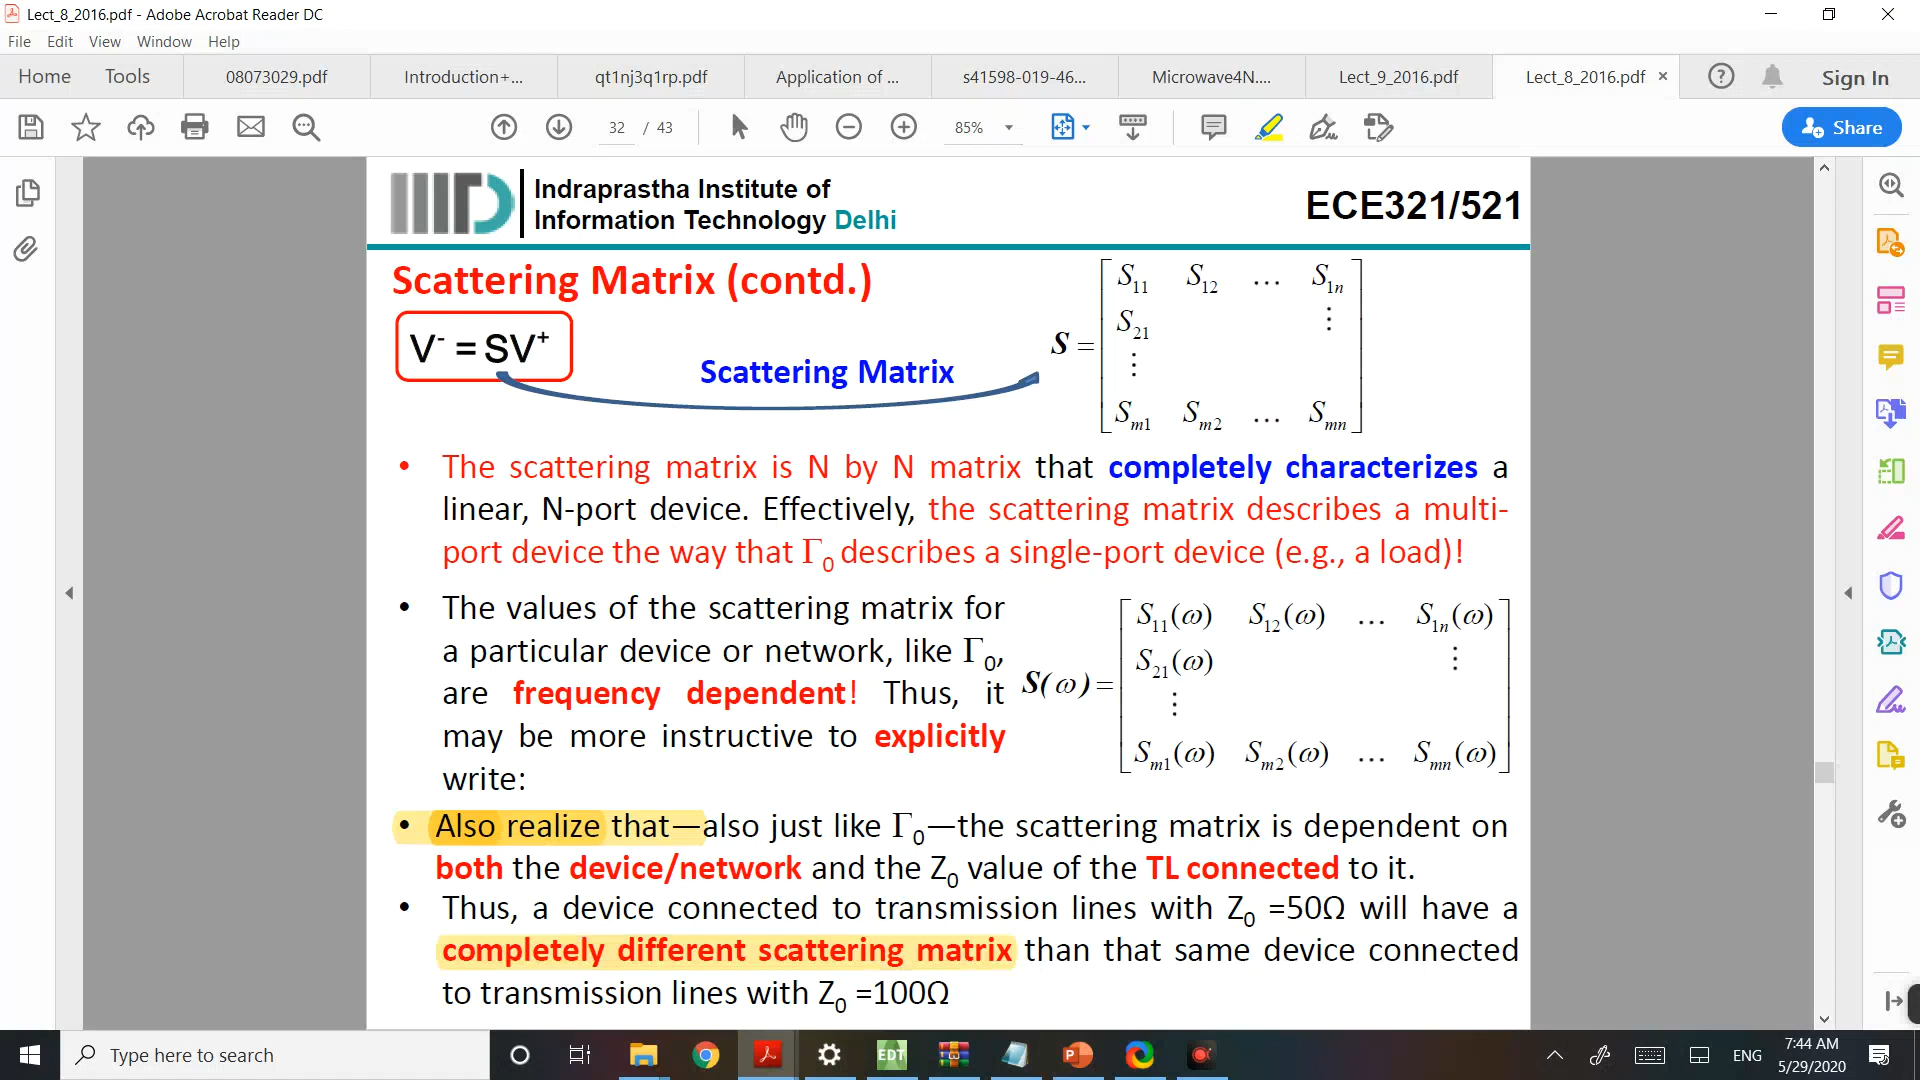 Lect_8_2016.pdf - Adobe Acrobat Reader DC
File Edit View Window Help
Home Tools 08073029.pdf Introduction+... qt1nj3q1rp.pdf Application of ... s41598-019-46... Microwave4N.... Lect_9_2016.pdf Lect_8_2016.pdf × ? Sign In
32 / 43 85% Share
Indraprastha Institute of
Information Technology Delhi
IIITD
ECE321/521
Scattering Matrix (contd.)
V⁻ = SV⁺
Scattering Matrix
S =
S₁₁ S₁₂ … S₁ₙ
S₂₁ ⋮
⋮
Sₘ₁ Sₘ₂ … Sₘₙ
• The scattering matrix is N by N matrix that completely characterizes a
linear, N-port device. Effectively, the scattering matrix describes a multi-
port device the way that Γ₀ describes a single-port device (e.g., a load)!
• The values of the scattering matrix for
a particular device or network, like Γ₀,
are frequency dependent! Thus, it
may be more instructive to explicitly
write:
S(ω) =
S₁₁(ω) S₁₂(ω) … S₁ₙ(ω)
S₂₁(ω) ⋮
⋮
Sₘ₁(ω) Sₘ₂(ω) … Sₘₙ(ω)
• Also realize that—also just like Γ₀—the scattering matrix is dependent on
both the device/network and the Z₀ value of the TL connected to it.
• Thus, a device connected to transmission lines with Z₀ =50Ω will have a
completely different scattering matrix than that same device connected
to transmission lines with Z₀ =100Ω
Type here to search
EDT
ENG
7:44 AM
5/29/2020